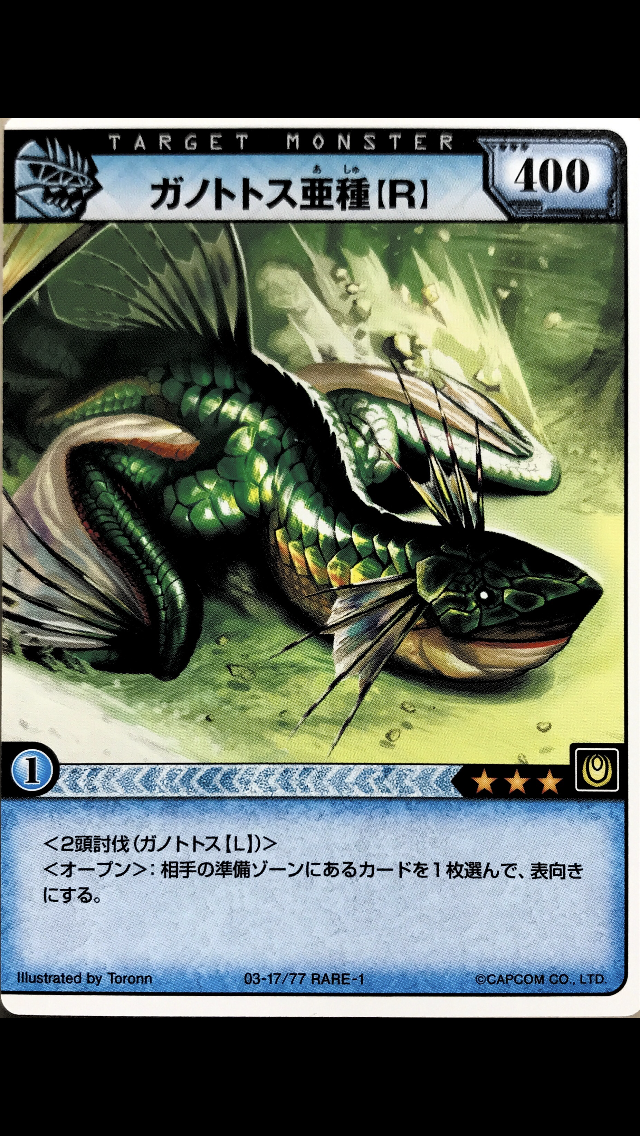 TARGET MONSTER
あ しゅ
ガノトトス亜種【R】
400
1
<2頭討伐(ガノトトス【L】)>
<オープン>:相手の準備ゾーンにあるカードを1枚選んで、表向き
にする。
Illustrated by Toronn 03-17/77 RARE-1 ©CAPCOM CO., LTD.